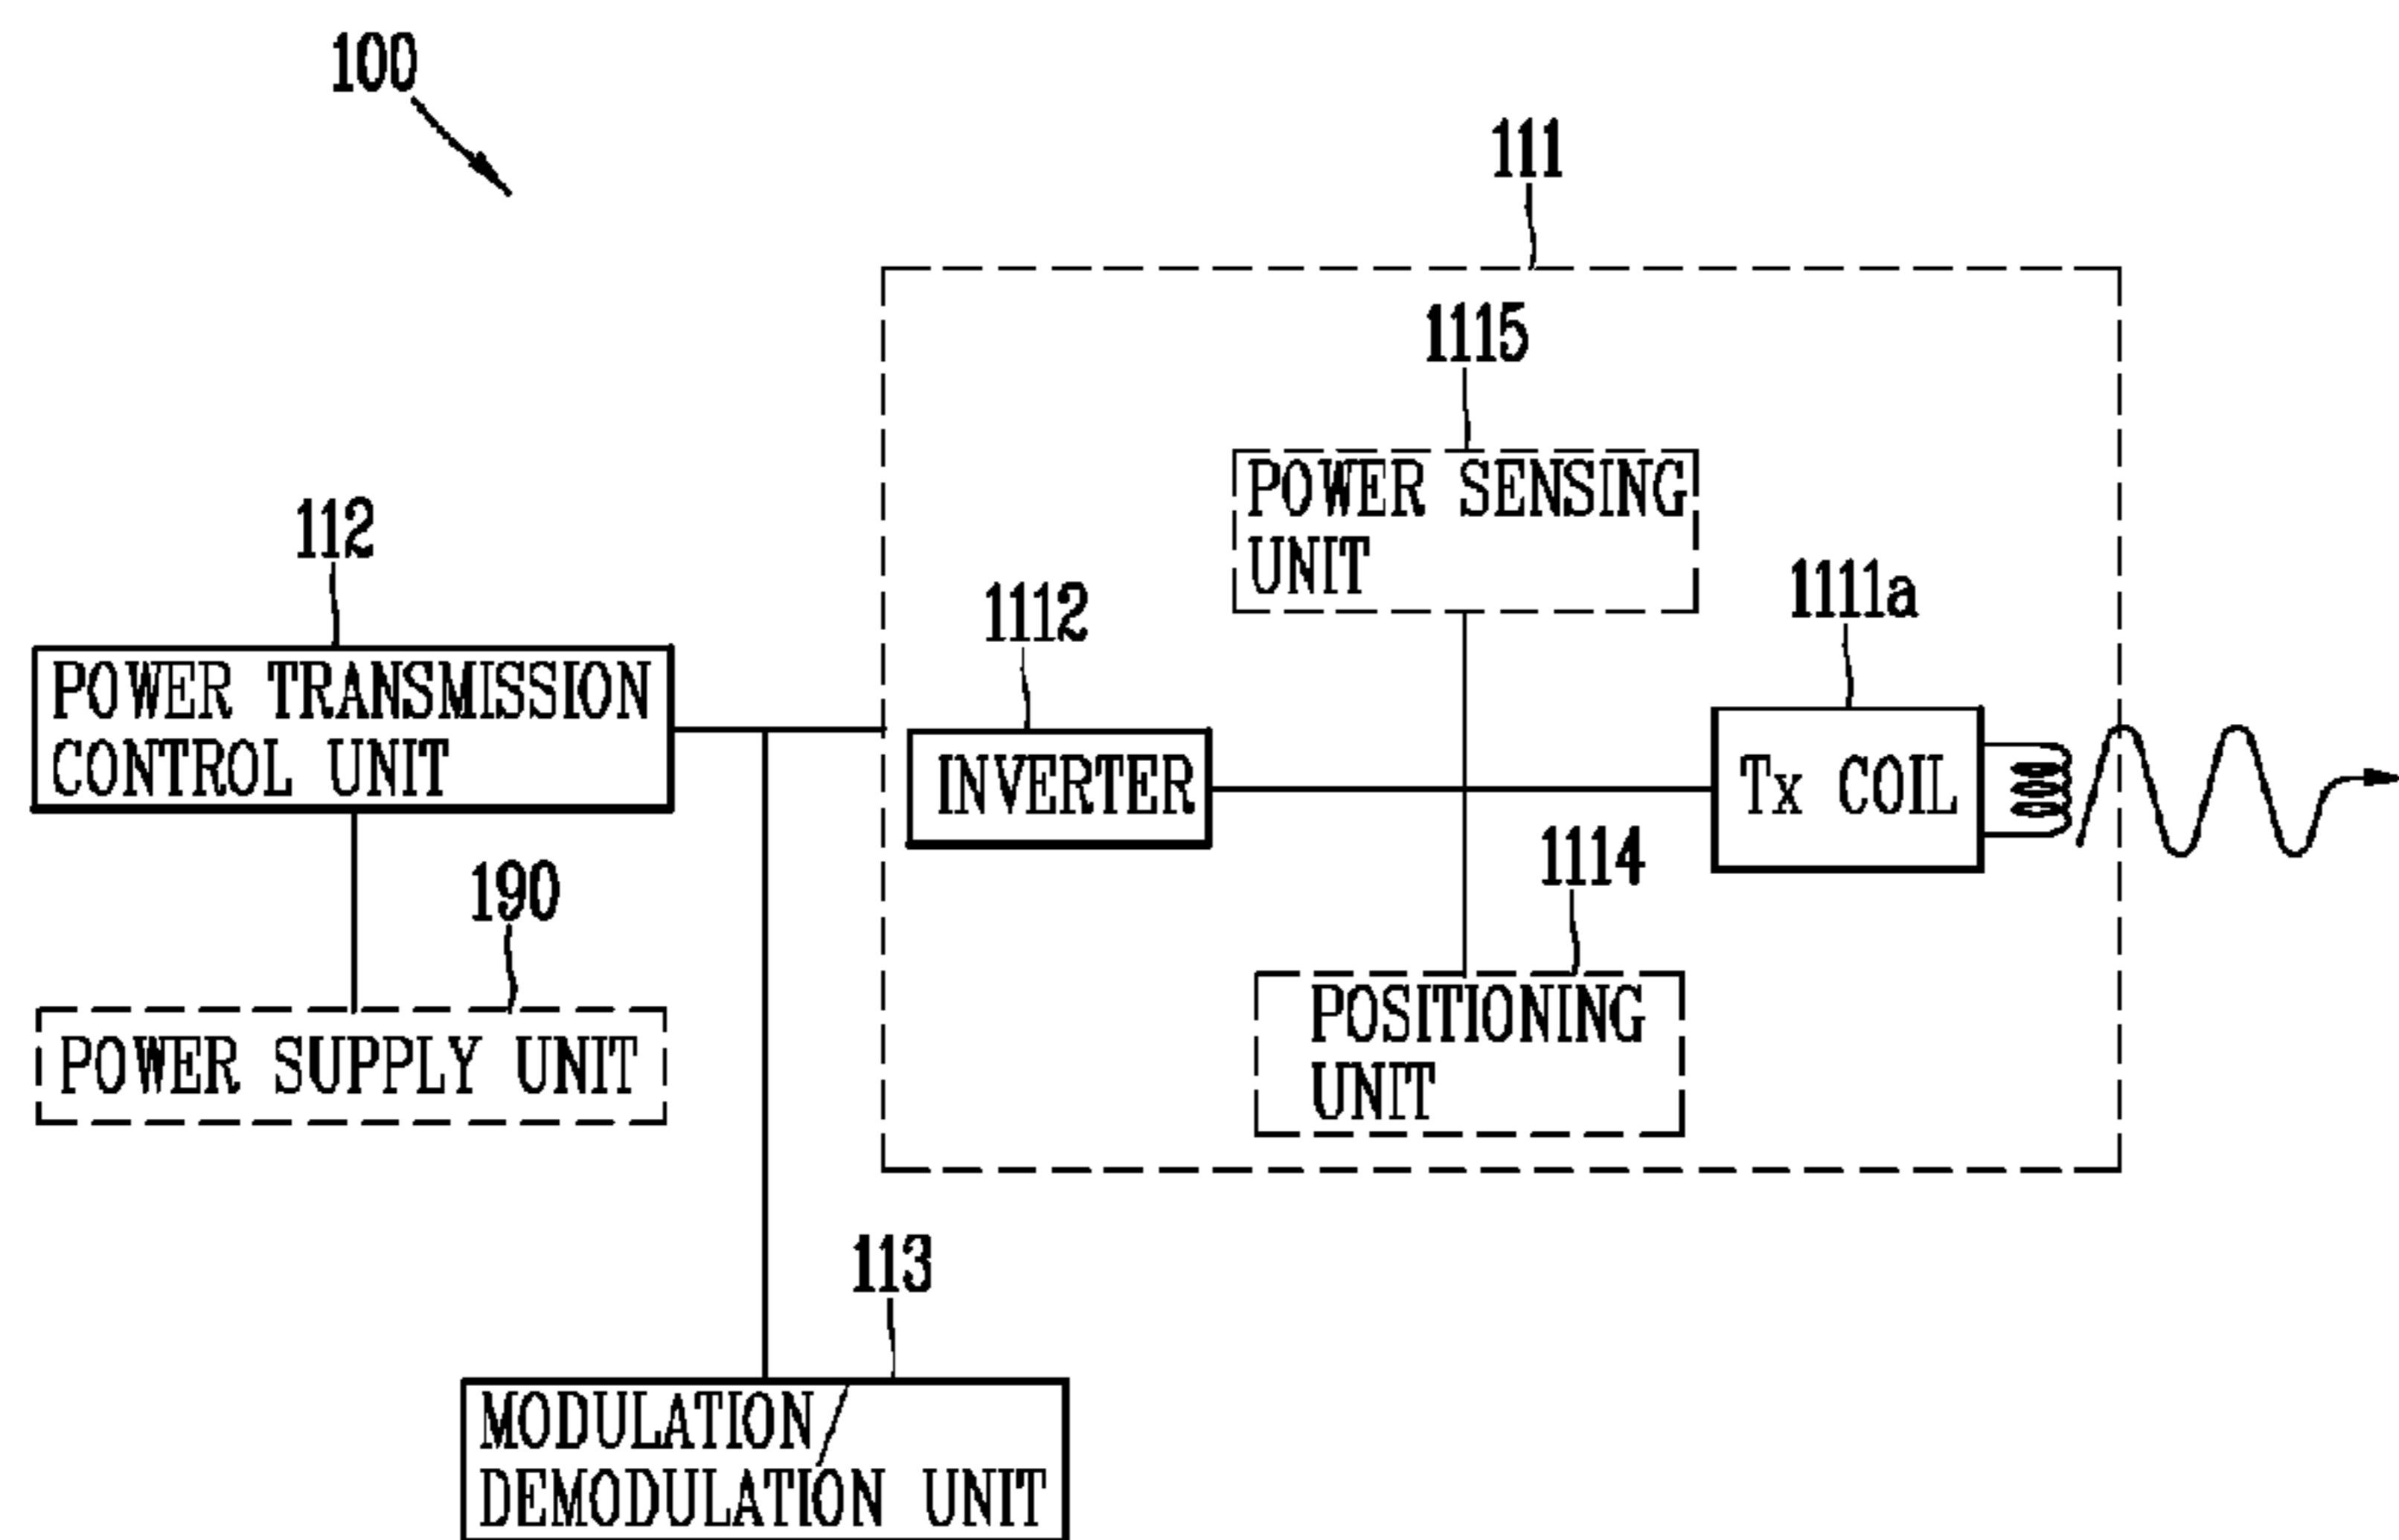 100
111
1115
POWER SENSING
UNIT
112
1112
1111a
POWER TRANSMISSION
CONTROL UNIT
INVERTER
Tx COIL
190
1114
POWER SUPPLY UNIT
POSITIONING
UNIT
113
MODULATION/
DEMODULATION UNIT